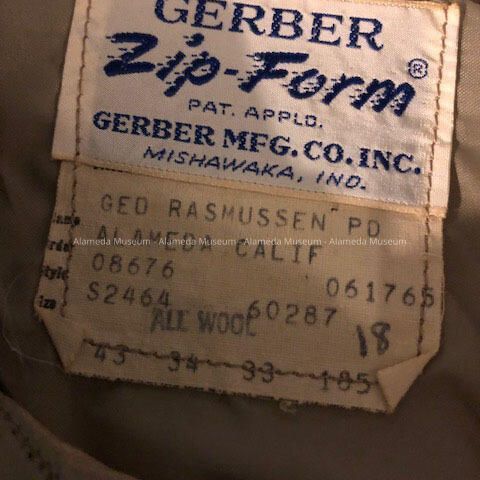 GERBER
Zip-Form ®
PAT. APPLD.
GERBER MFG. CO. INC.
MISHAWAKA, IND.
GED RASMUSSEN PD
Alameda Museum - Alameda Museum - Alameda Museum - Alameda Museum
ALAMEDA CALIF
08676 061765
S2464 60287
ALL WOOL 18
43 34 33 185